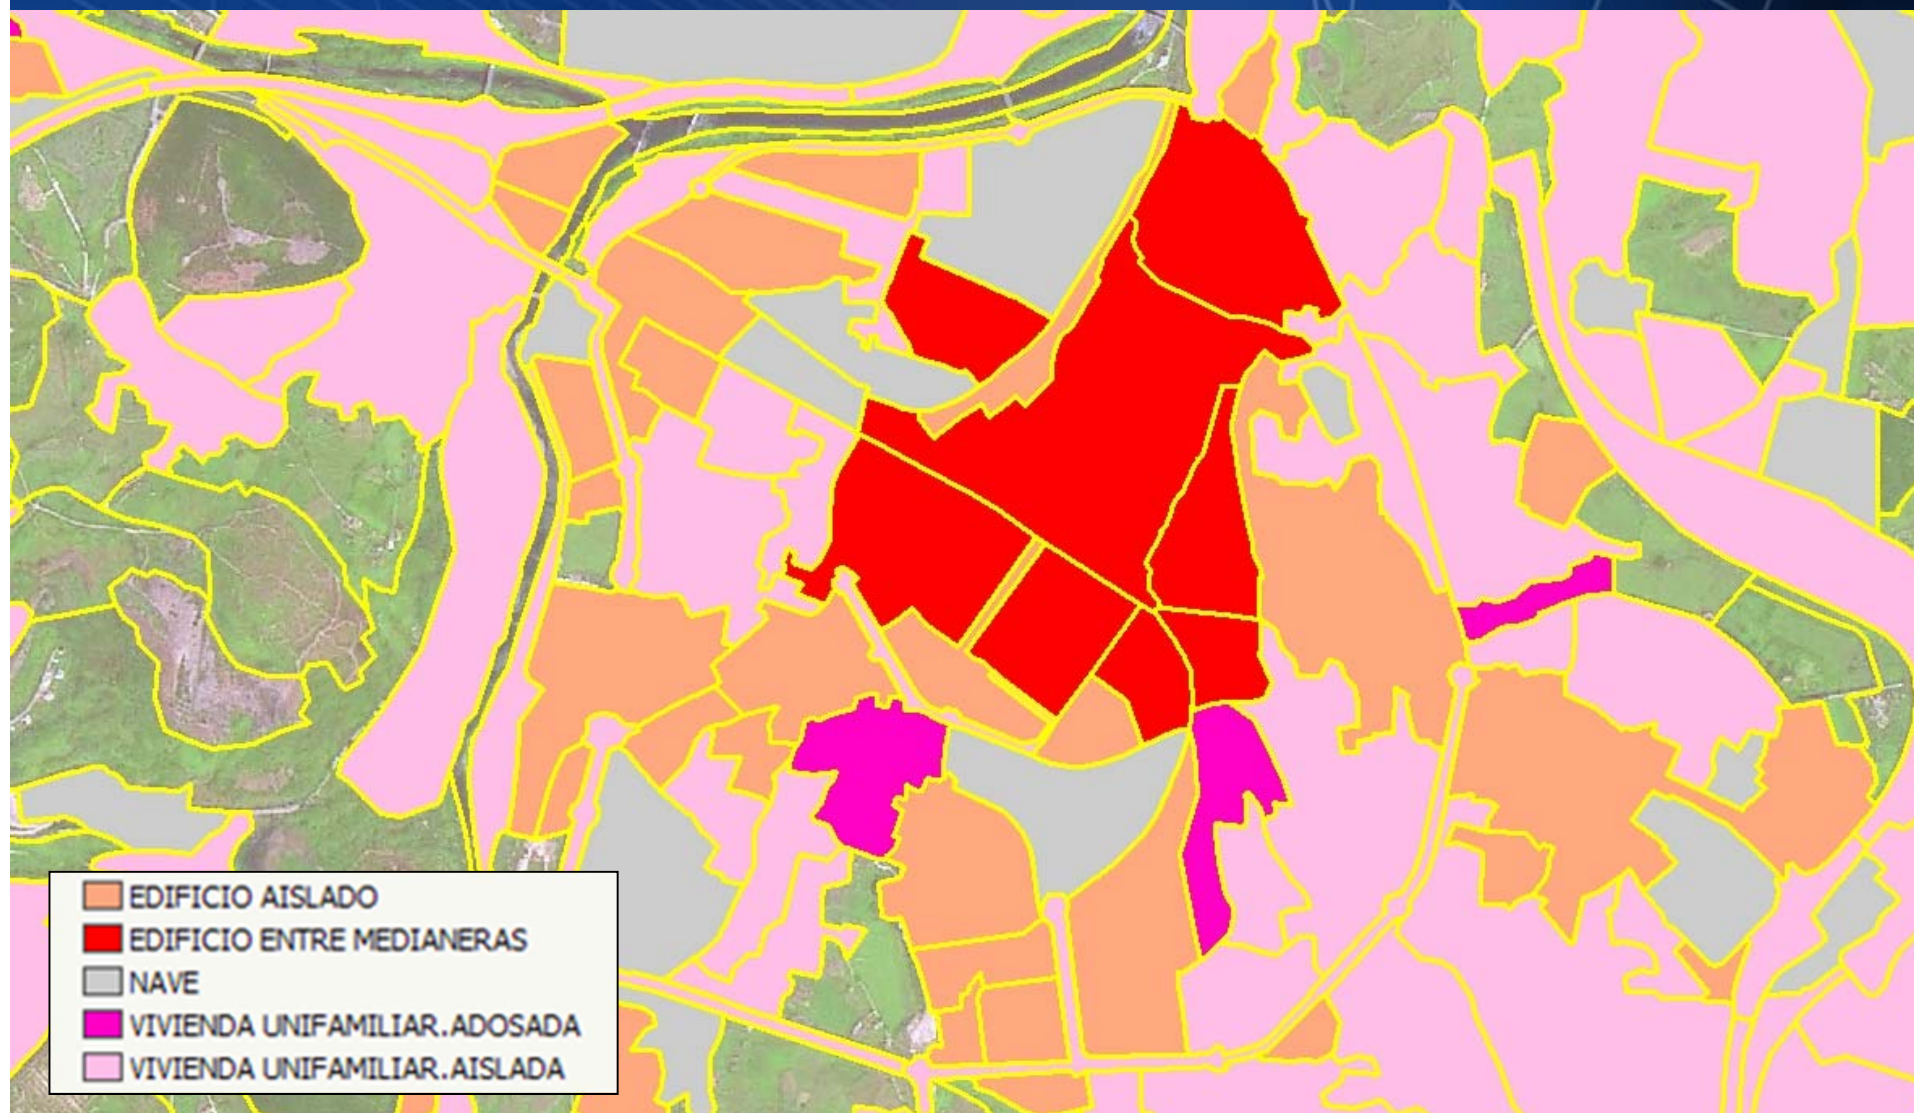 EDIFICIO AISLADO
EDIFICIO ENTRE MEDIANERAS
NAVE
VIVIENDA UNIFAMILIAR.ADOSADA
VIVIENDA UNIFAMILIAR.AISLADA